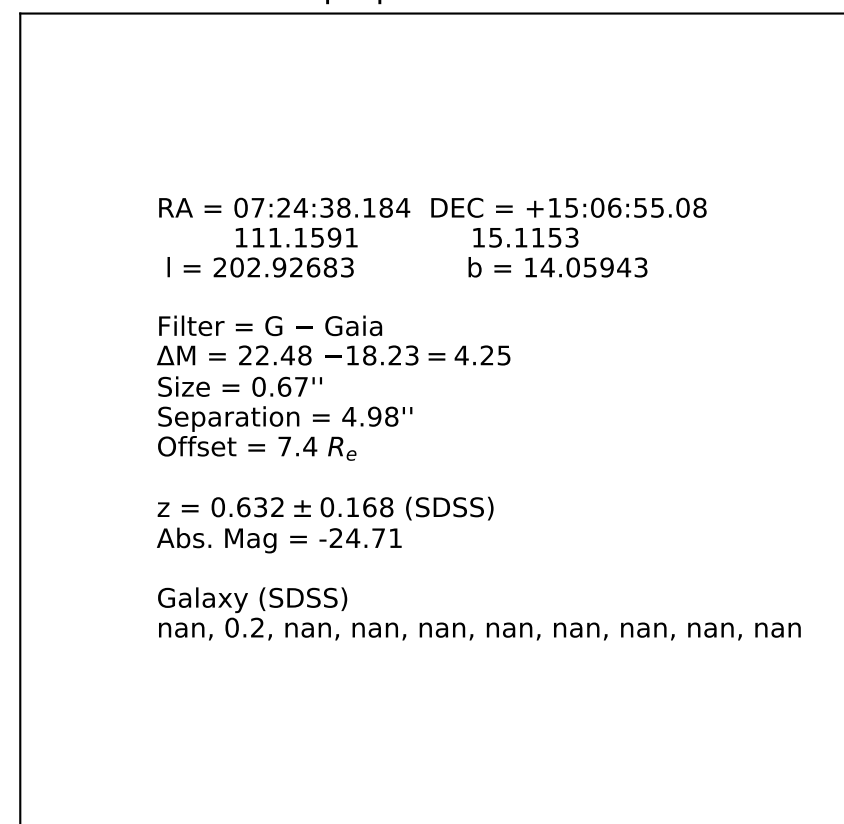 RA = 07:24:38.184 DEC = +15:06:55.08
111.1591 15.1153
l = 202.92683 b = 14.05943
Filter = G − Gaia
ΔM = 22.48 −18.23 = 4.25
Size = 0.67''
Separation = 4.98''
Offset = 7.4 Rₑ
z = 0.632 ± 0.168 (SDSS)
Abs. Mag = -24.71
Galaxy (SDSS)
nan, 0.2, nan, nan, nan, nan, nan, nan, nan, nan